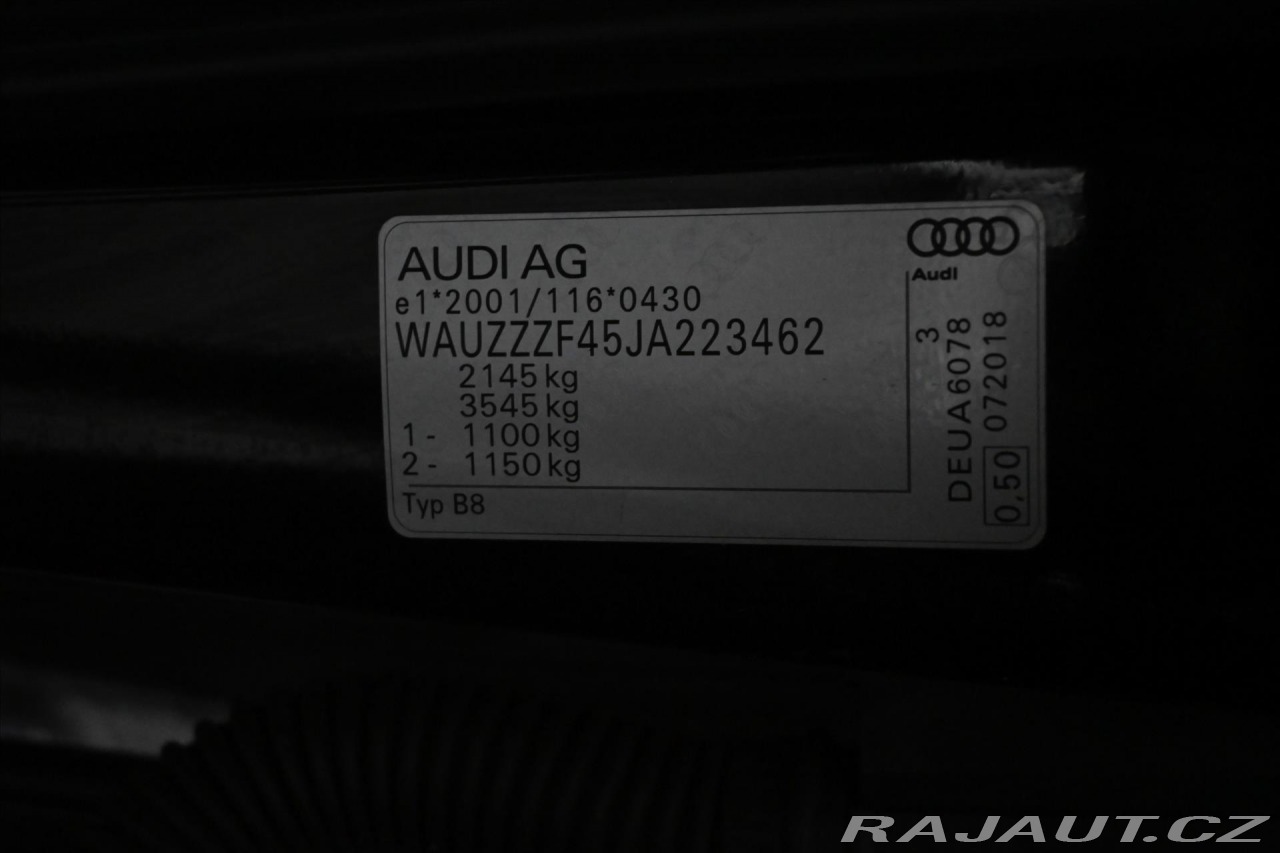 AUDI AG
e1*2001/116*0430
WAUZZZF45JA223462
2145 kg
3545 kg
1 - 1100 kg
2 - 1150 kg
Typ B8
Audi
3
DEUA6078
0,50 072018
RAJAUT.CZ